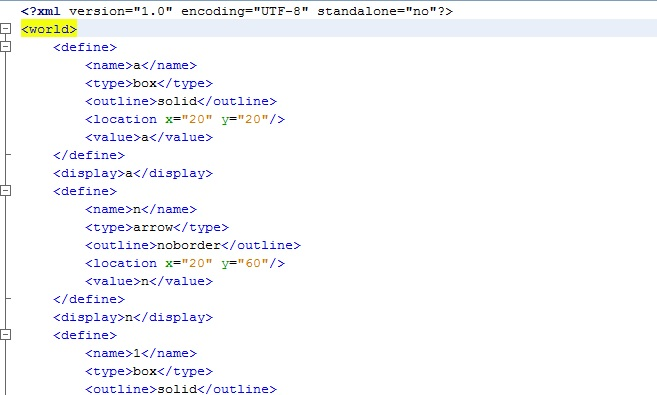 <?xml version="1.0" encoding="UTF-8" standalone="no"?>
<world>
<define>
<name>a</name>
<type>box</type>
<outline>solid</outline>
<location x="20" y="20"/>
<value>a</value>
</define>
<display>a</display>
<define>
<name>n</name>
<type>arrow</type>
<outline>noborder</outline>
<location x="20" y="60"/>
<value>n</value>
</define>
<display>n</display>
<define>
<name>1</name>
<type>box</type>
<outline>solid</outline>